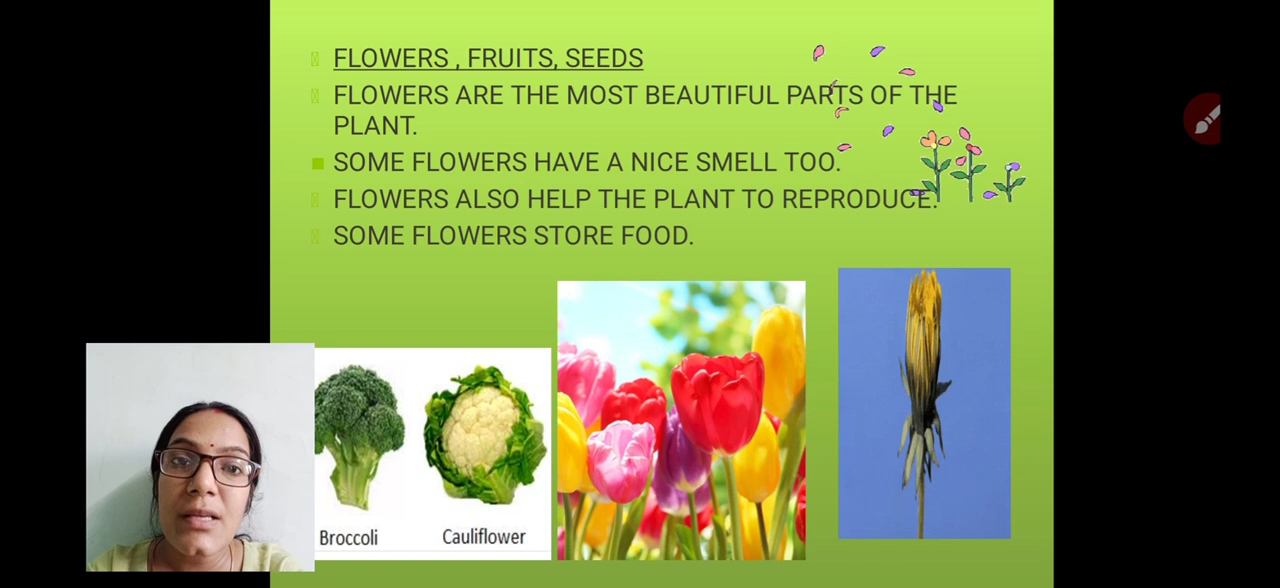 FLOWERS , FRUITS, SEEDS
FLOWERS ARE THE MOST BEAUTIFUL PARTS OF THE
PLANT.
SOME FLOWERS HAVE A NICE SMELL TOO.
FLOWERS ALSO HELP THE PLANT TO REPRODUCE.
SOME FLOWERS STORE FOOD.
Broccoli
Cauliflower